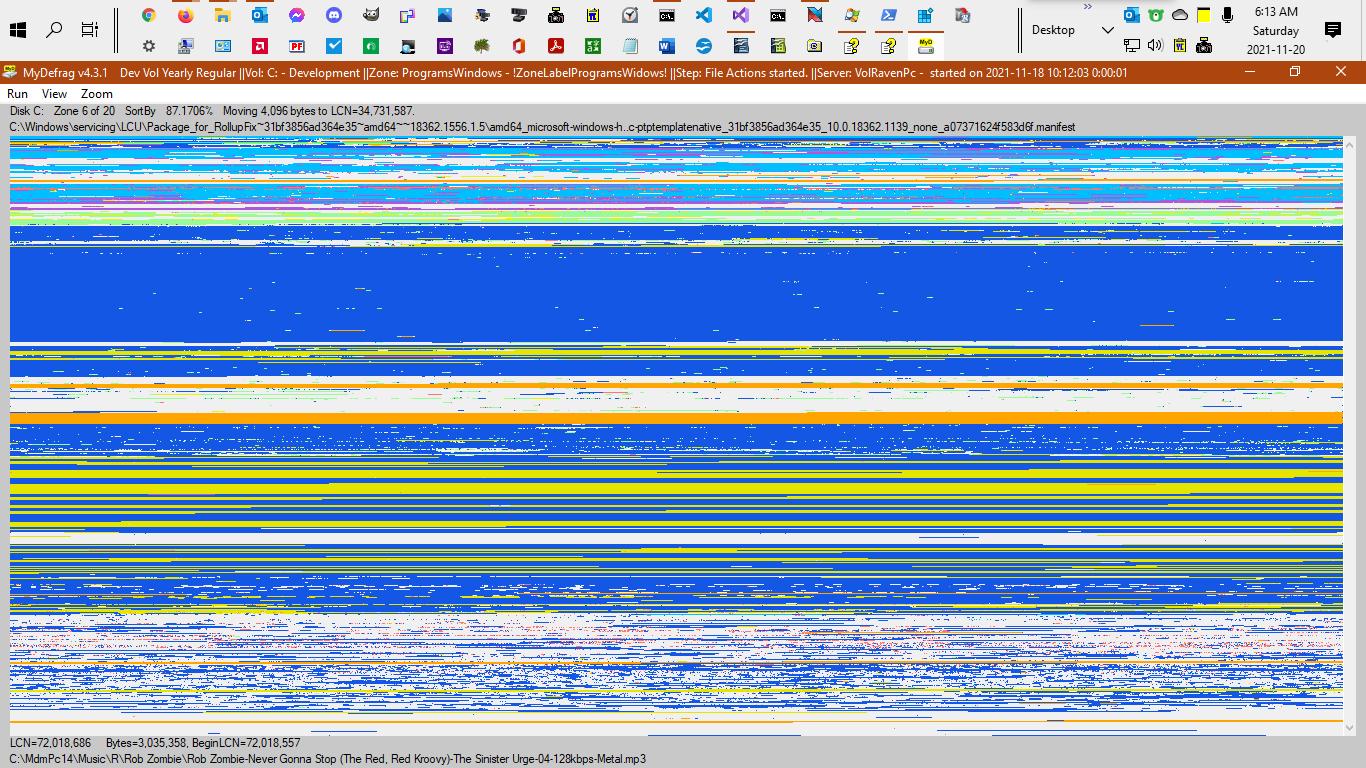 6:13 AM
Desktop
Saturday
2021-11-20
MyDefrag v4.3.1 Dev Vol Yearly Regular ||Vol: C: - Development ||Zone: ProgramsWindows - !ZoneLabelProgramsWidows! ||Step: File Actions started. ||Server: VolRavenPc - started on 2021-11-18 10:12:03 0:00:01
Run View Zoom
Disk C: Zone 6 of 20 SortBy 87.1706% Moving 4,096 bytes to LCN=34,731,587.
C:\Windows\servicing\LCU\Package_for_RollupFix~31bf3856ad364e35~amd64~~18362.1556.1.5\amd64_microsoft-windows-h..c-ptptemplatenative_31bf3856ad364e35_10.0.18362.1139_none_a07371624f583d6f.manifest
LCN=72,018,686 Bytes=3,035,358, BeginLCN=72,018,557
C:\MdmPc14\Music\R\Rob Zombie\Rob Zombie-Never Gonna Stop (The Red, Red Kroovy)-The Sinister Urge-04-128kbps-Metal.mp3